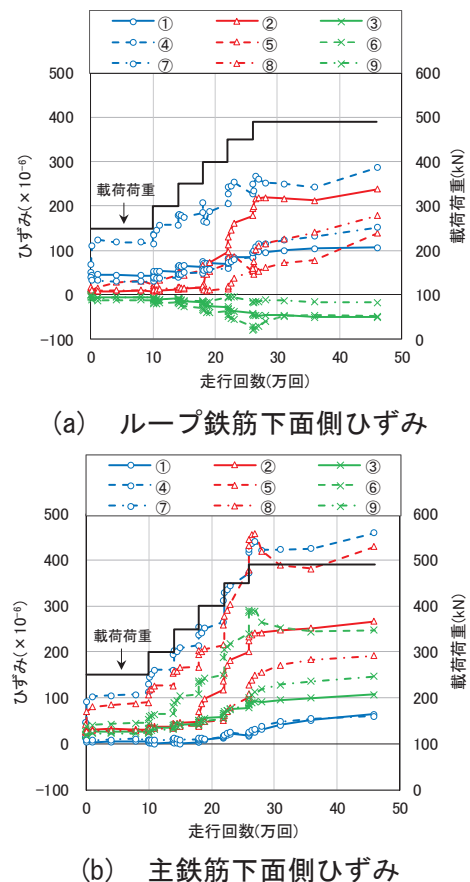 ① ② ③
④ ⑤ ⑥
⑦ ⑧ ⑨
500 600
400 500
300 400
200 300
100 200
0 100
-100 0
載荷荷重
ひずみ(×10⁻⁶)
載荷荷重(kN)
0 10 20 30 40 50
走行回数(万回)
(a) ループ鉄筋下面側ひずみ
① ② ③
④ ⑤ ⑥
⑦ ⑧ ⑨
500 600
400 500
300 400
200 300
100 200
0 100
-100 0
載荷荷重
ひずみ(×10⁻⁶)
載荷荷重(kN)
0 10 20 30 40 50
走行回数(万回)
(b) 主鉄筋下面側ひずみ